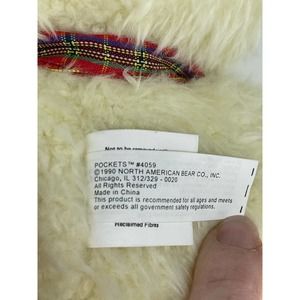 Not to be removed
POCKETS™ #4059
©1990 NORTH AMERICAN BEAR CO., INC.
Chicago, IL 312/329 - 0020
All Rights Reserved
Made in China
This product is recommended for all ages and meets
or exceeds all government safety regulations.
Reclaimed Fibres